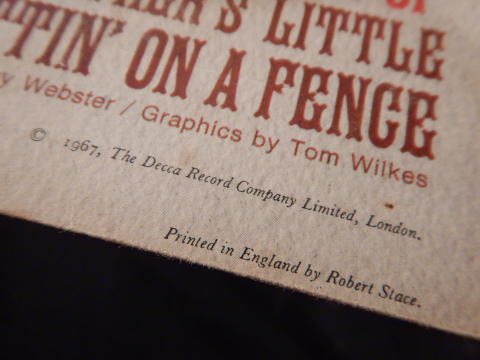 'S LITTLE
TIN' ON A FENCE
Webster / Graphics by Tom Wilkes
© 1967, The Decca Record Company Limited, London.
Printed in England by Robert Stace.